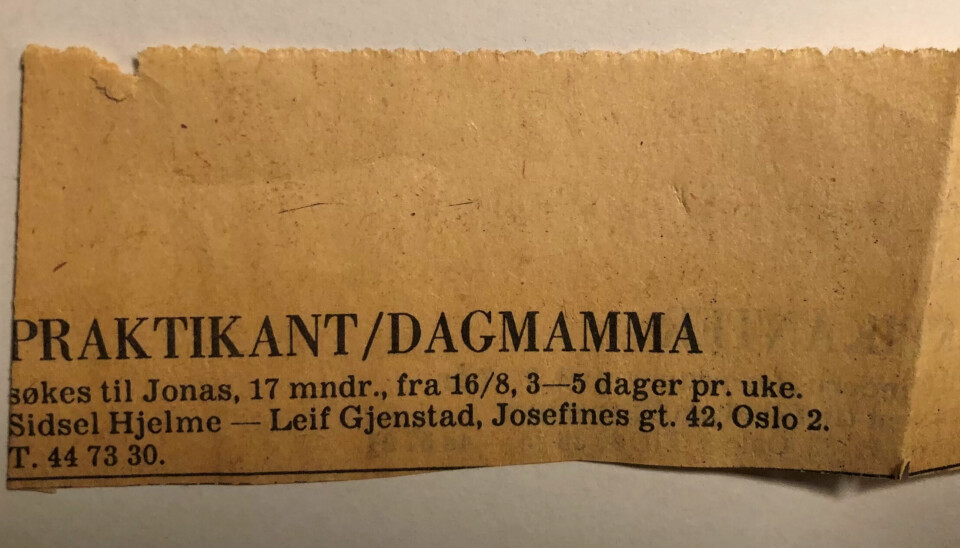 PRAKTIKANT/DAGMAMMA
søkes til Jonas, 17 mndr., fra 16/8, 3—5 dager pr. uke.
Sidsel Hjelme — Leif Gjenstad, Josefines gt. 42, Oslo 2.
T. 44 73 30.